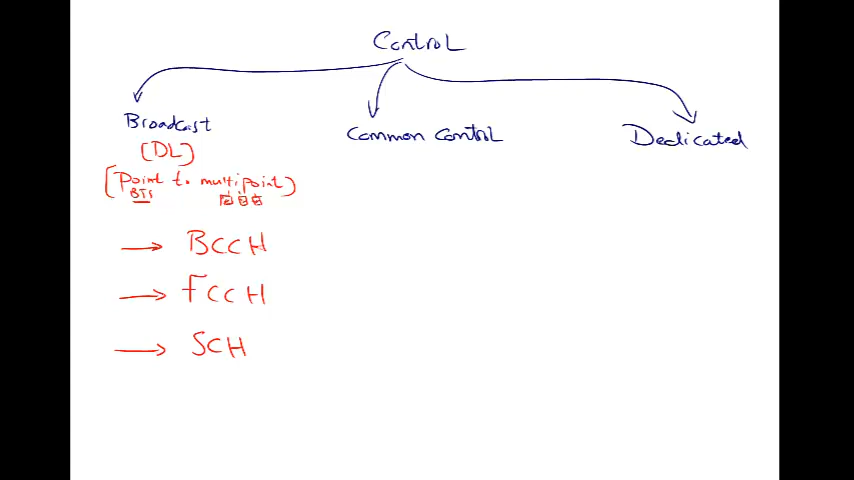 Control
Broadcast
Common Control
Dedicated
[DL]
[Point to multipoint]
BTS
→ BCCH
→ FCCH
→ SCH